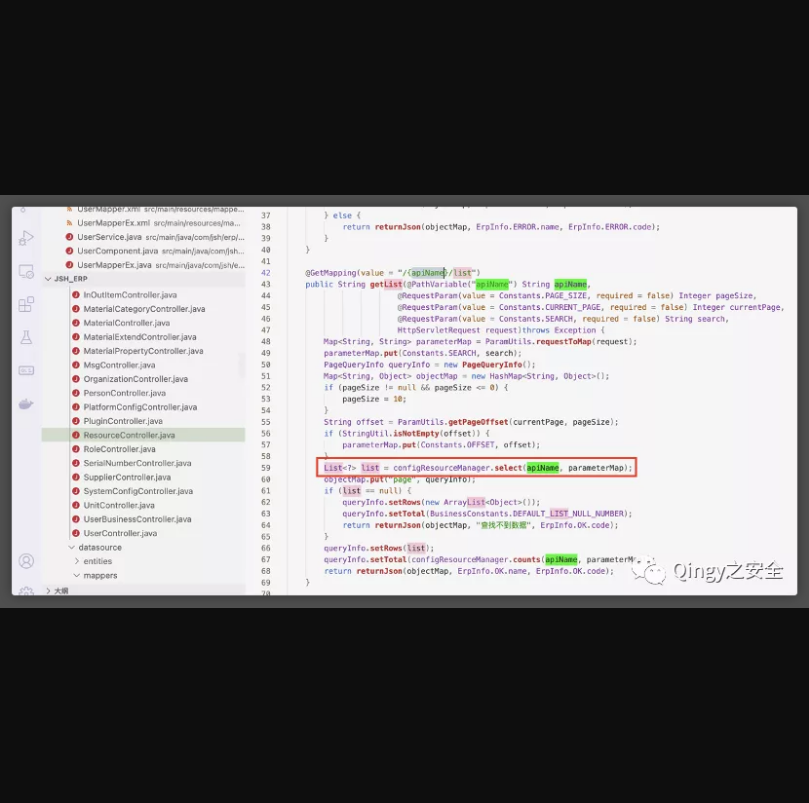 UserMapper.xml src/main/resources/mappe...
UserMapperEx.xml src/main/resources/ma...
UserService.java src/main/java/com/jsh/erp/...
UserComponent.java src/main/java/com/jsh...
UserMapperEx.java src/main/java/com/jsh/e...
JSH_ERP
InOutItemController.java
MaterialCategoryController.java
MaterialController.java
MaterialExtendController.java
MaterialPropertyController.java
MsgController.java
OrganizationController.java
PersonController.java
PlatformConfigController.java
PluginController.java
ResourceController.java
RoleController.java
SerialNumberController.java
SupplierController.java
SystemConfigController.java
UnitController.java
UserBusinessController.java
UserController.java
datasource
entities
mappers
大纲
37 } else {
38 return returnJson(objectMap, ErpInfo.ERROR.name, ErpInfo.ERROR.code);
39 }
40 }
41
42 @GetMapping(value = "/{apiName}/list")
43 public String getList(@PathVariable("apiName") String apiName,
44 @RequestParam(value = Constants.PAGE_SIZE, required = false) Integer pageSize,
45 @RequestParam(value = Constants.CURRENT_PAGE, required = false) Integer currentPage,
46 @RequestParam(value = Constants.SEARCH, required = false) String search,
47 HttpServletRequest request)throws Exception {
48 Map<String, String> parameterMap = ParamUtils.requestToMap(request);
49 parameterMap.put(Constants.SEARCH, search);
50 PageQueryInfo queryInfo = new PageQueryInfo();
51 Map<String, Object> objectMap = new HashMap<String, Object>();
52 if (pageSize != null && pageSize <= 0) {
53 pageSize = 10;
54 }
55 String offset = ParamUtils.getPageOffset(currentPage, pageSize);
56 if (StringUtil.isNotEmpty(offset)) {
57 parameterMap.put(Constants.OFFSET, offset);
58 }
59 List<?> list = configResourceManager.select(apiName, parameterMap);
60 objectMap.put("page", queryInfo);
61 if (list == null) {
62 queryInfo.setRows(new ArrayList<Object>());
63 queryInfo.setTotal(BusinessConstants.DEFAULT_LIST_NULL_NUMBER);
64 return returnJson(objectMap, "查找不到数据", ErpInfo.OK.code);
65 }
66 queryInfo.setRows(list);
67 queryInfo.setTotal(configResourceManager.counts(apiName, parameterM
68 return returnJson(objectMap, ErpInfo.OK.name, ErpInfo.OK.code);
69 }
70
Qingy之安全